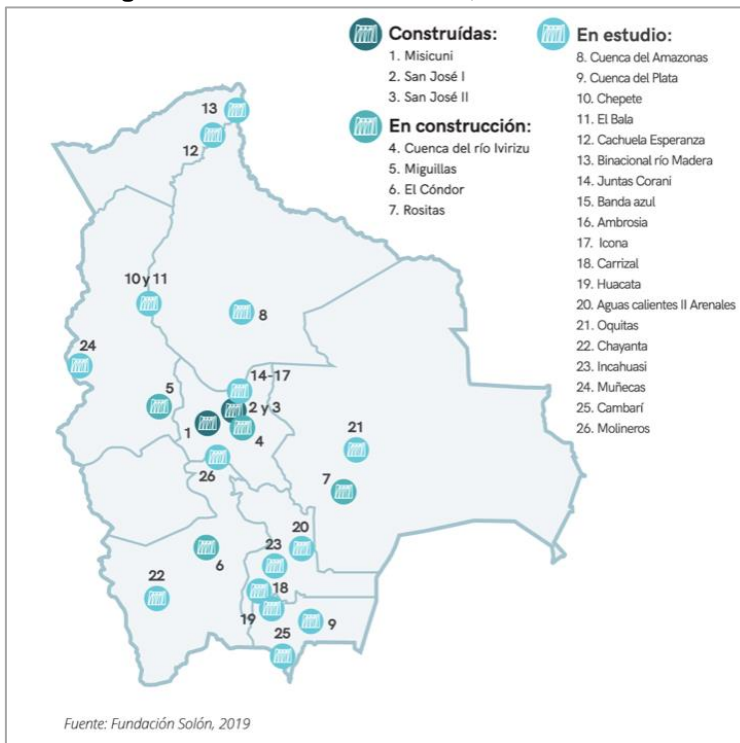 Construídas:
1. Misicuni
2. San José I
3. San José II
En construcción:
4. Cuenca del río Ivirizu
5. Miguillas
6. El Cóndor
7. Rositas
En estudio:
8. Cuenca del Amazonas
9. Cuenca del Plata
10. Chepete
11. El Bala
12. Cachuela Esperanza
13. Binacional río Madera
14. Juntas Corani
15. Banda azul
16. Ambrosia
17. Icona
18. Carrizal
19. Huacata
20. Aguas calientes II Arenales
21. Oquitas
22. Chayanta
23. Incahuasi
24. Muñecas
25. Cambarí
26. Molineros
13
12
10 y 11
8
24
14-17
5
2 y 3
1
4
21
26
7
20
23
6
22
18
19
9
25
Fuente: Fundación Solón, 2019